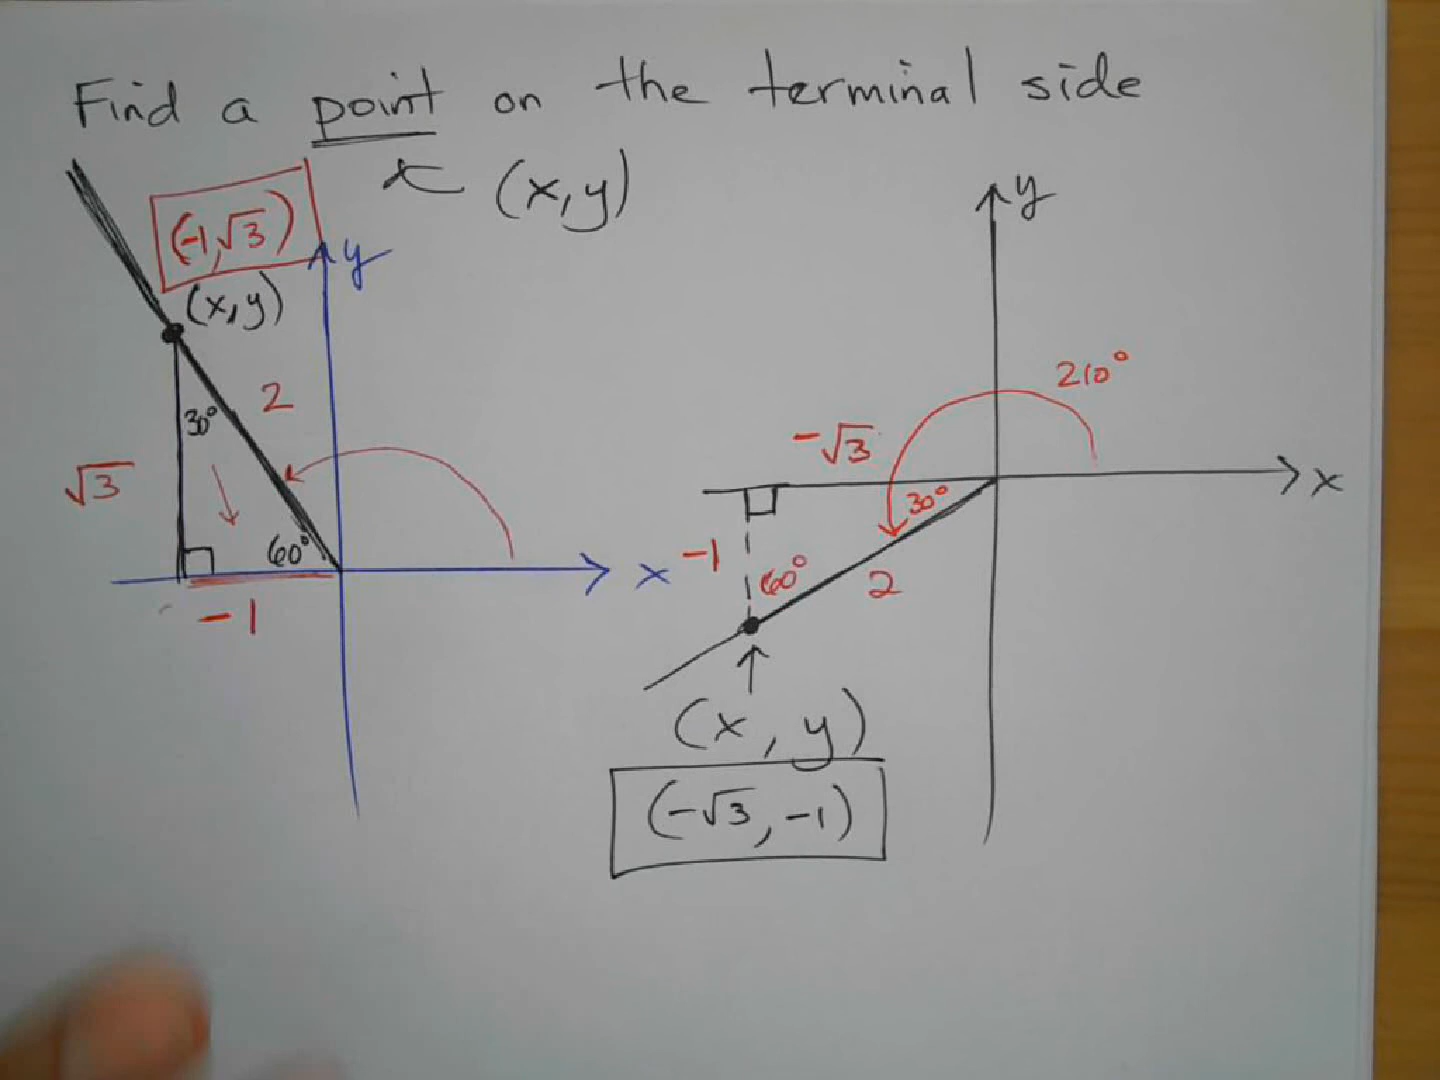 Find a point on the terminal side
(x,y)
(-1,√3)
y
(x,y)
2
30°
√3
60°
x
-1
y
210°
-√3
x
30°
-1
60°
2
(x, y)
(-√3, -1)